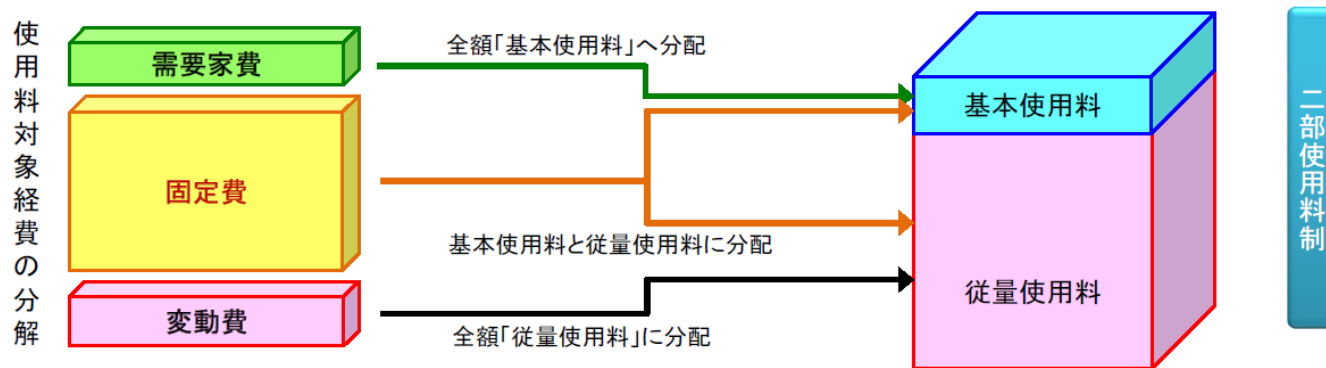 使用料対象経費の分解
需要家費
全額「基本使用料」へ分配
基本使用料
固定費
基本使用料と従量使用料に分配
従量使用料
変動費
全額「従量使用料」に分配
二部使用料制